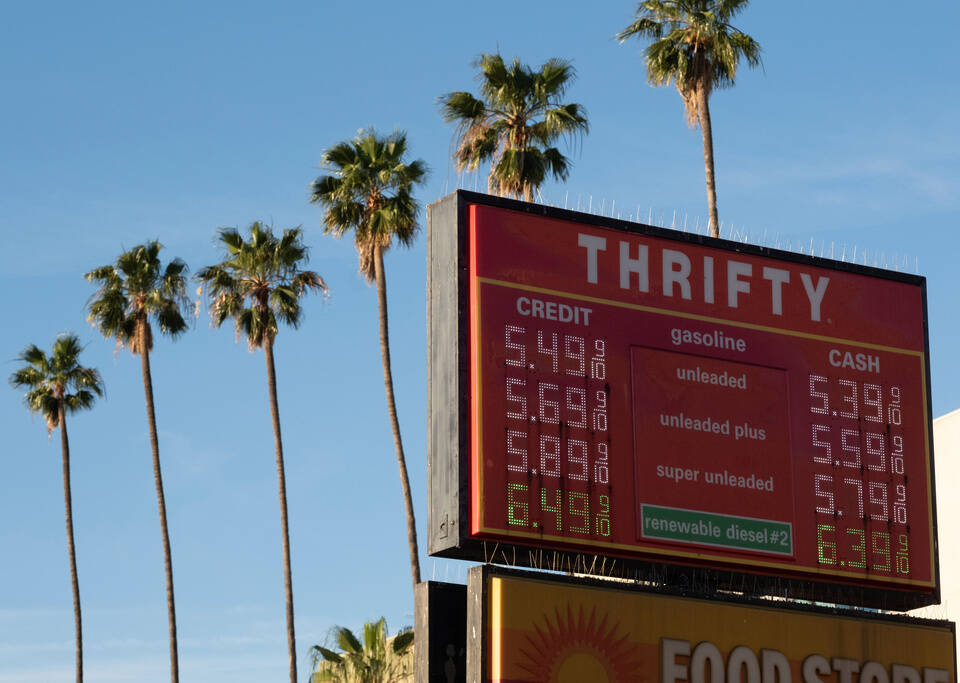 THRIFTY
CREDIT gasoline CASH
5.49 9/10 unleaded 5.39 9/10
5.69 9/10 unleaded plus 5.59 9/10
5.89 9/10 super unleaded 5.79 9/10
6.49 9/10 renewable diesel #2 6.39 9/10
FOOD STORE